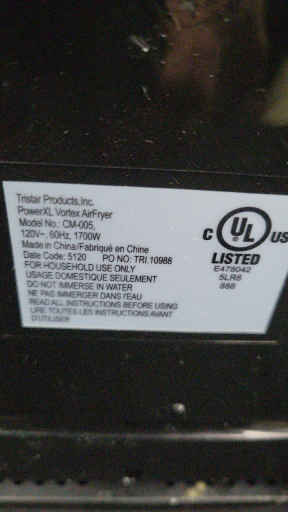 Tristar Products, Inc.
PowerXL Vortex AirFryer
Model No.: CM-005,
120V~, 60Hz, 1700W
Made in China/Fabriqué en Chine
Date Code: 5120 PO NO: TRI.10988
FOR HOUSEHOLD USE ONLY
USAGE DOMESTIQUE SEULEMENT
DO NOT IMMERSE IN WATER
NE PAS IMMERGER DANS l'EAU
READ ALL INSTRUCTIONS BEFORE USING
LIRE TOUTES LES INSTRUCTIONS AVANT
D'UTILISER
C UL US
LISTED
E478042
5LR8
888